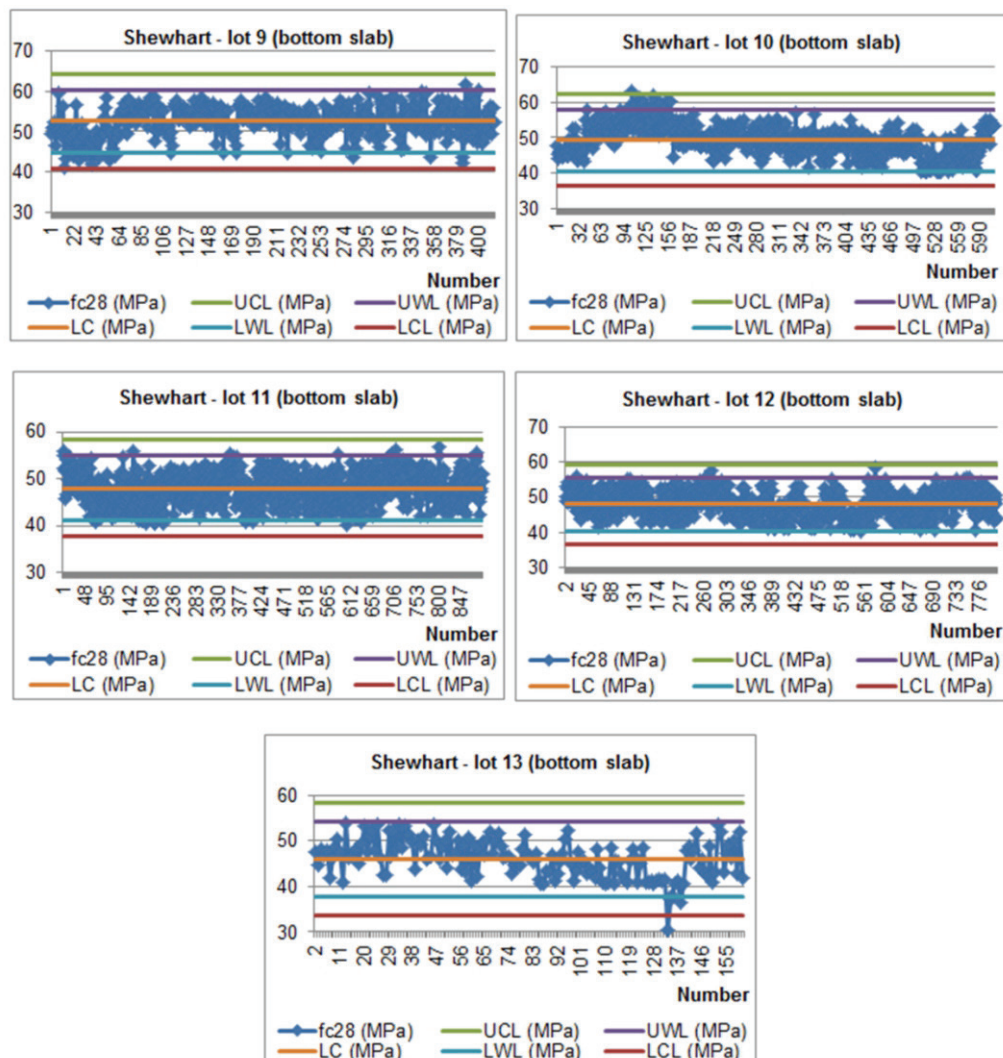 Shewhart - lot 9 (bottom slab)
70
60
50
40
30
1 22 43 64 85 106 127 148 169 190 211 232 253 274 295 316 337 358 379 400
Number
fc28 (MPa) UCL (MPa) UWL (MPa)
LC (MPa) LWL (MPa) LCL (MPa)
Shewhart - lot 10 (bottom slab)
70
60
50
40
30
1 32 63 94 125 156 187 218 249 280 311 342 373 404 435 466 497 528 559 590
Number
fc28 (MPa) UCL (MPa) UWL (MPa)
LC (MPa) LWL (MPa) LCL (MPa)
Shewhart - lot 11 (bottom slab)
60
50
40
30
1 48 95 142 189 236 283 330 377 424 471 518 565 612 659 706 753 800 847
Number
fc28 (MPa) UCL (MPa) UWL (MPa)
LC (MPa) LWL (MPa) LCL (MPa)
Shewhart - lot 12 (bottom slab)
70
60
50
40
30
2 45 88 131 174 217 260 303 346 389 432 475 518 561 604 647 690 733 776
Number
fc28 (MPa) UCL (MPa) UWL (MPa)
LC (MPa) LWL (MPa) LCL (MPa)
Shewhart - lot 13 (bottom slab)
60
50
40
30
2 11 20 29 38 47 56 65 74 83 92 101 110 119 128 137 146 155
Number
fc28 (MPa) UCL (MPa) UWL (MPa)
LC (MPa) LWL (MPa) LCL (MPa)